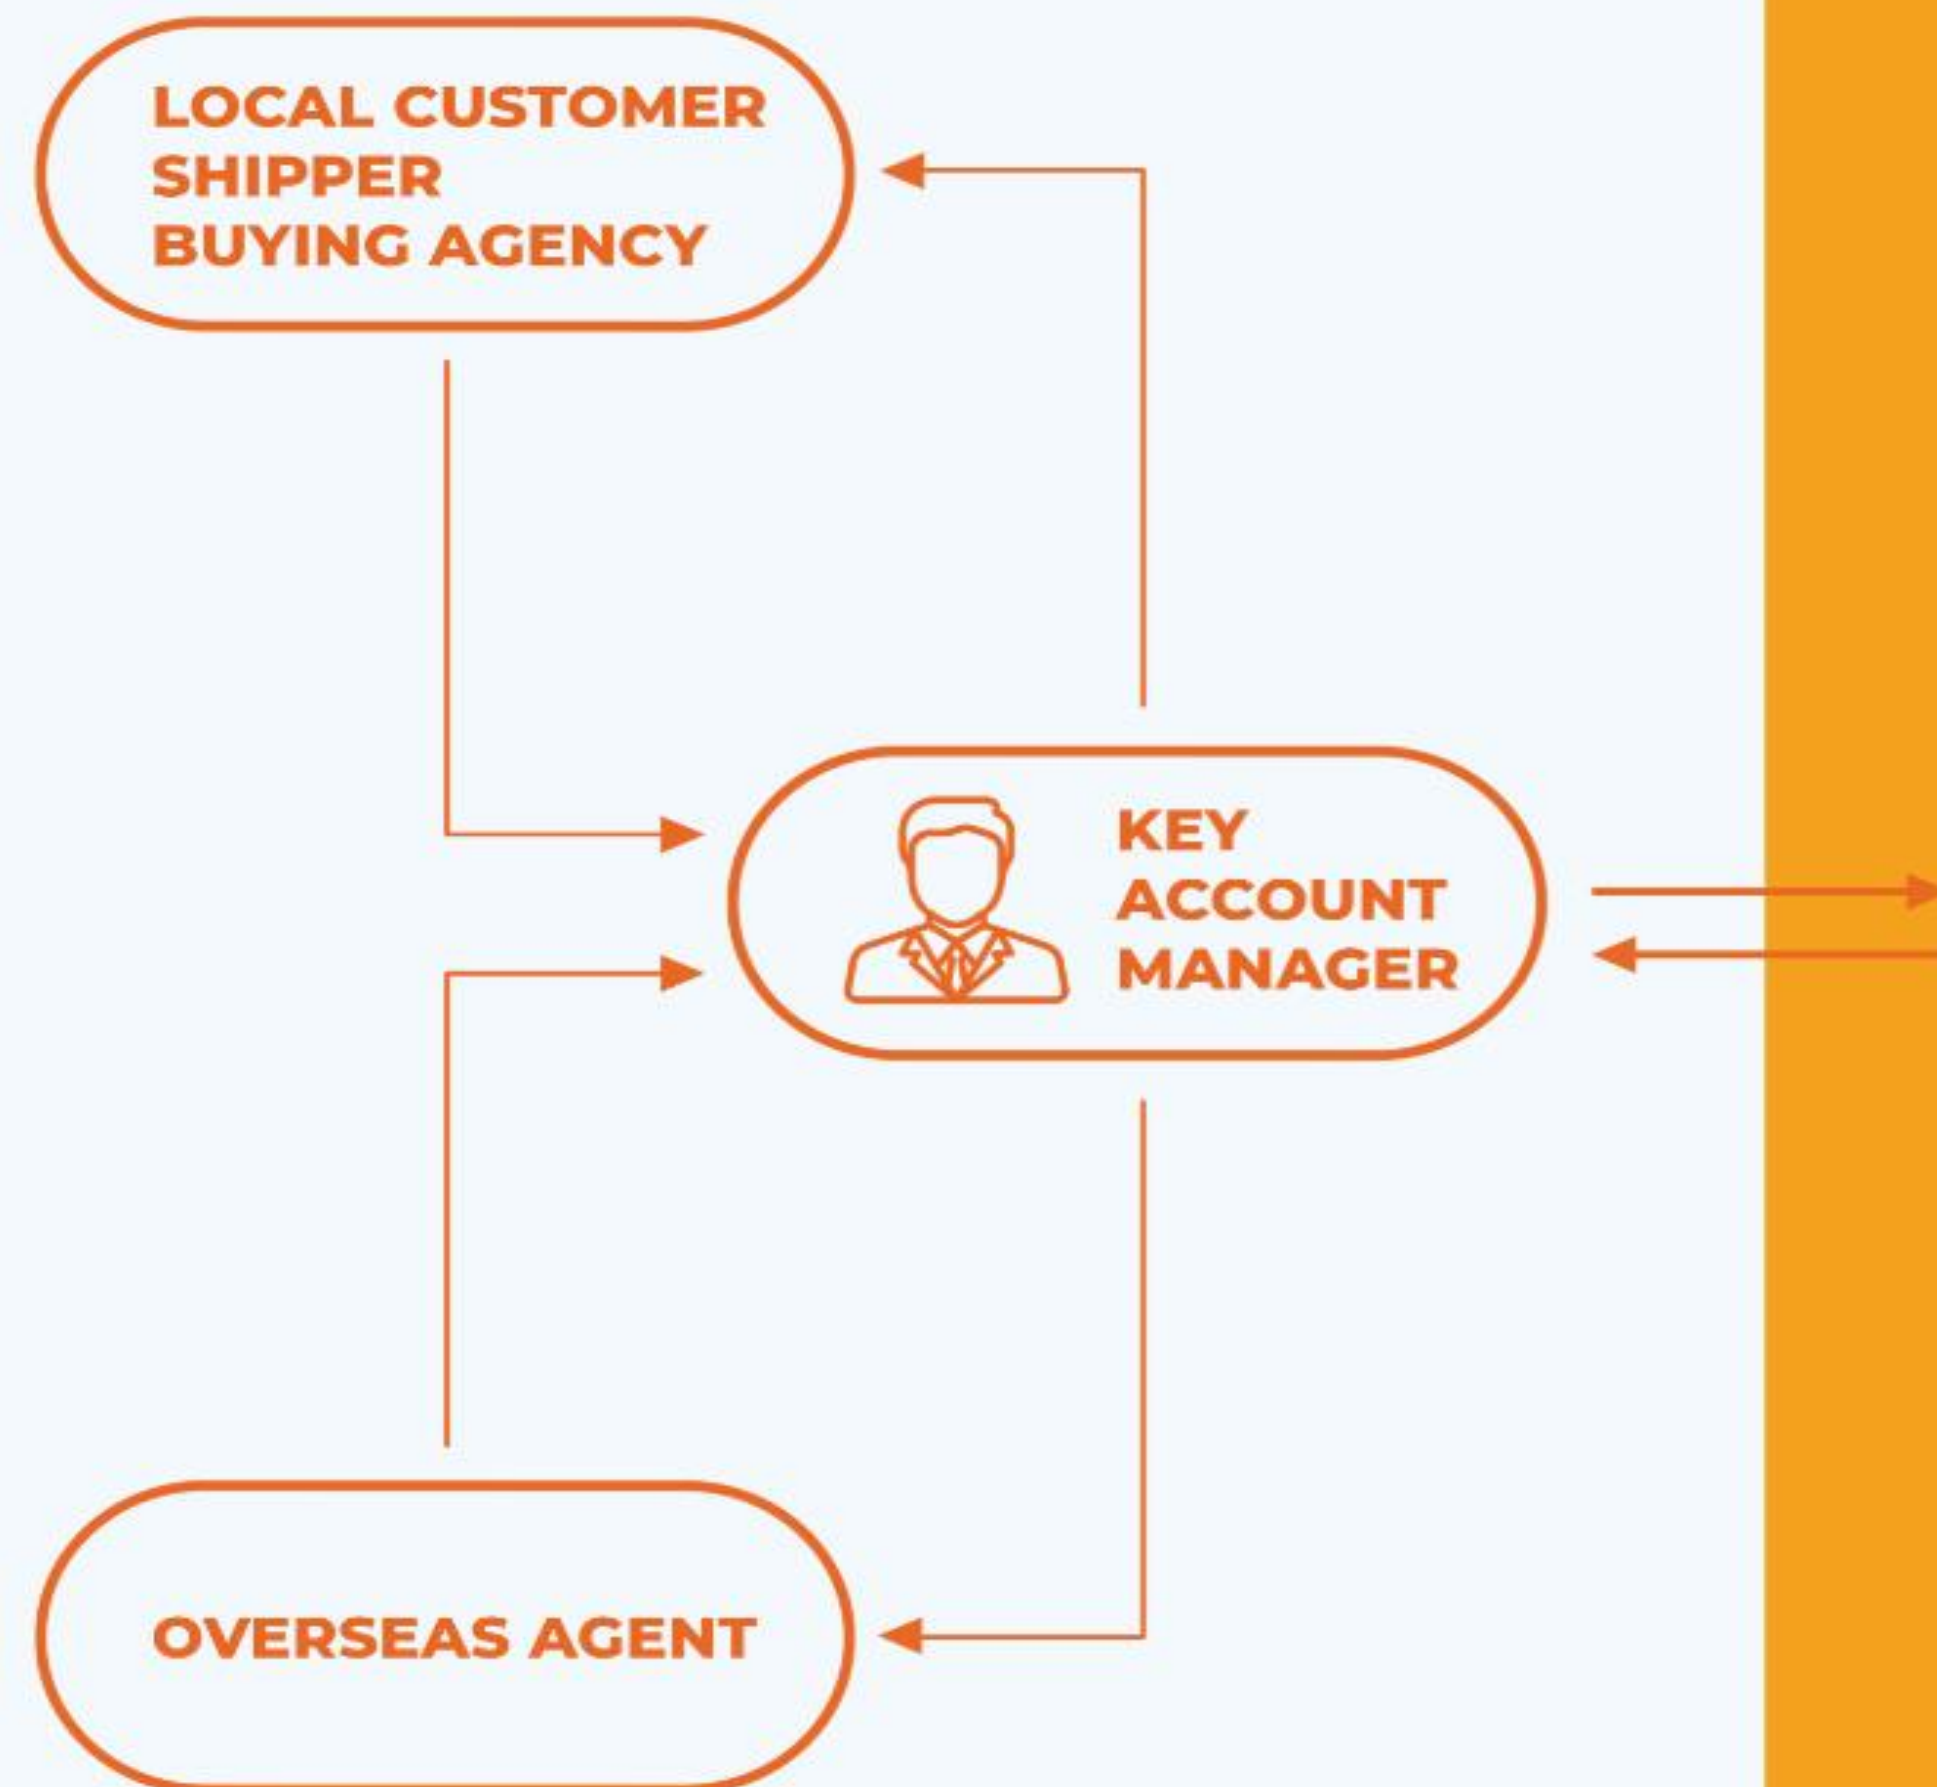 LOCAL CUSTOMER
SHIPPER
BUYING AGENCY
KEY
ACCOUNT
MANAGER
OVERSEAS AGENT